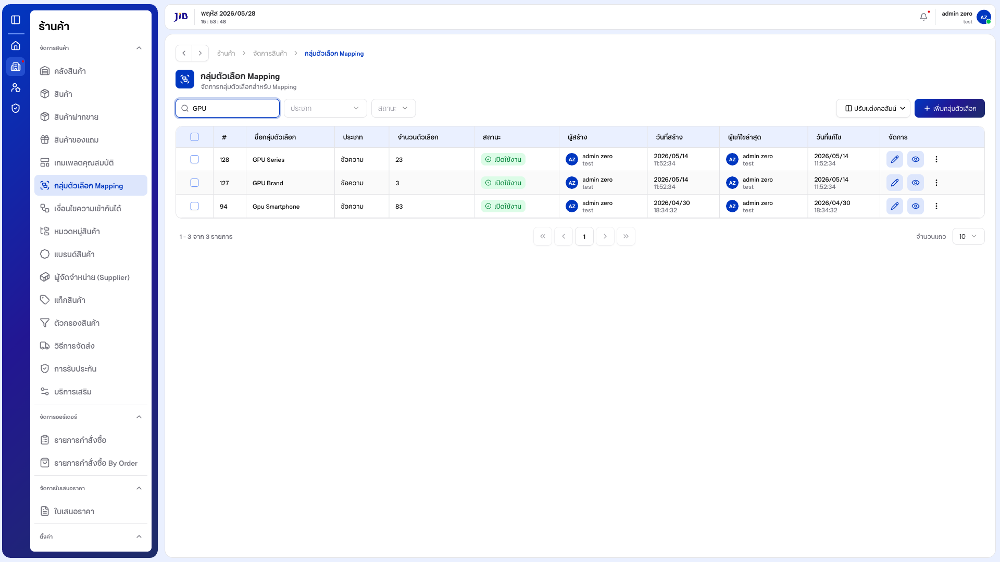 ร้านค้า
จัดการสินค้า
คลังสินค้า
สินค้า
สินค้าฝากขาย
สินค้าของแถม
เทมเพลตคุณสมบัติ
กลุ่มตัวเลือก Mapping
เงื่อนไขความเข้ากันได้
หมวดหมู่สินค้า
แบรนด์สินค้า
ผู้จัดจำหน่าย (Supplier)
แท็กสินค้า
ตัวกรองสินค้า
วิธีการจัดส่ง
การรับประกัน
บริการเสริม
จัดการออร์เดอร์
รายการคำสั่งซื้อ
รายการคำสั่งซื้อ By Order
จัดการใบเสนอราคา
ใบเสนอราคา
ตั้งค่า
JIB
พฤหัส 2026/05/28
15 : 53 : 48
admin zero
test
AZ
ร้านค้า จัดการสินค้า กลุ่มตัวเลือก Mapping
กลุ่มตัวเลือก Mapping
จัดการกลุ่มตัวเลือกสำหรับ Mapping
GPU ประเภท สถานะ ปรับแต่งคอลัมน์ เพิ่มกลุ่มตัวเลือก
# ชื่อกลุ่มตัวเลือก ประเภท จำนวนตัวเลือก สถานะ ผู้สร้าง วันที่สร้าง ผู้แก้ไขล่าสุด วันที่แก้ไข จัดการ
128 GPU Series ข้อความ 23 เปิดใช้งาน AZ admin zero 2026/05/14 AZ admin zero 2026/05/14
test 11:52:34 test 11:52:34
127 GPU Brand ข้อความ 3 เปิดใช้งาน AZ admin zero 2026/05/14 AZ admin zero 2026/05/14
test 11:52:34 test 11:52:34
94 Gpu Smartphone ข้อความ 83 เปิดใช้งาน AZ admin zero 2026/04/30 AZ admin zero 2026/04/30
test 18:34:32 test 18:34:32
1 - 3 จาก 3 รายการ 1 จำนวนแถว 10